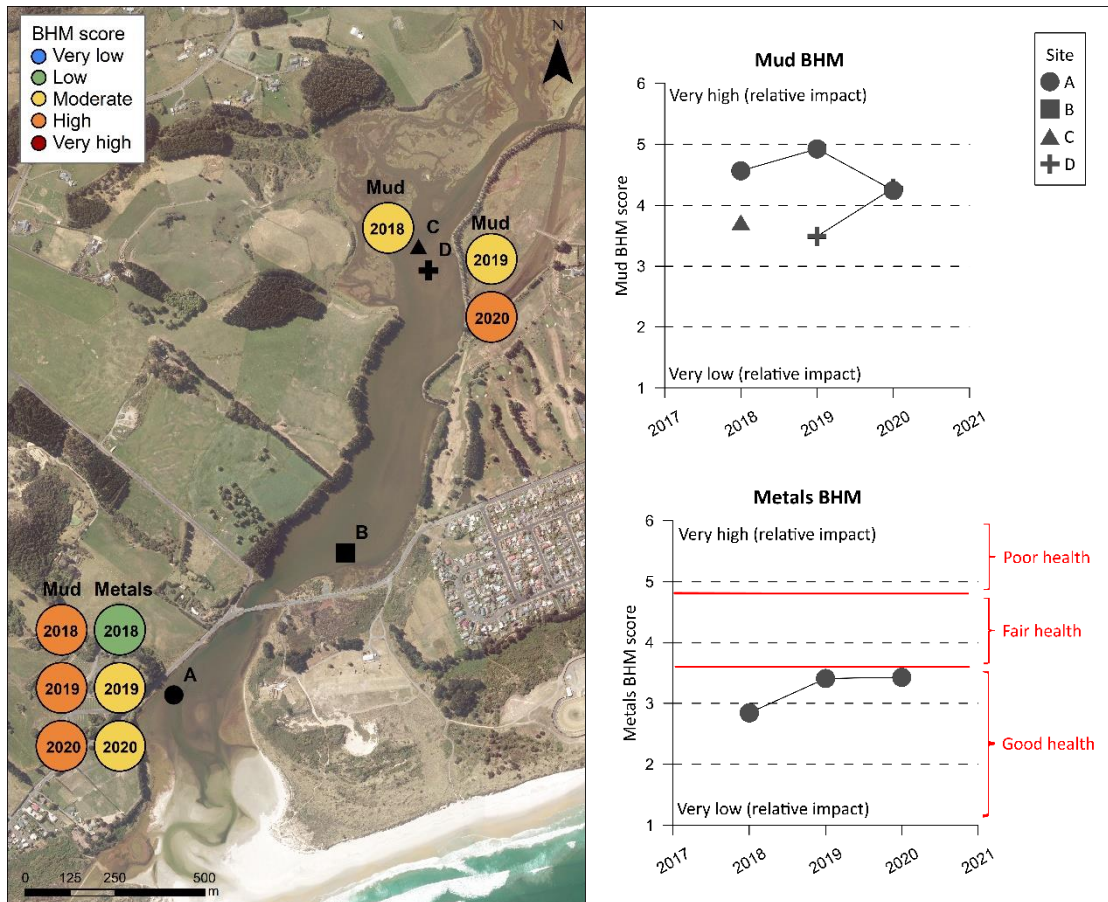 BHM score
Very low
Low
Moderate
High
Very high
N
Mud
2018
C
D
Mud
2019
2020
B
Mud Metals
2018 2018
2019 2019
2020 2020
A
0 125 250 500
m
Mud BHM
Mud BHM score
6
5
4
3
2
1
Very high (relative impact)
Very low (relative impact)
2017 2018 2019 2020 2021
Site
A
B
C
D
Metals BHM
Metals BHM score
6
5
4
3
2
1
Very high (relative impact)
Very low (relative impact)
2017 2018 2019 2020 2021
Poor health
Fair health
Good health